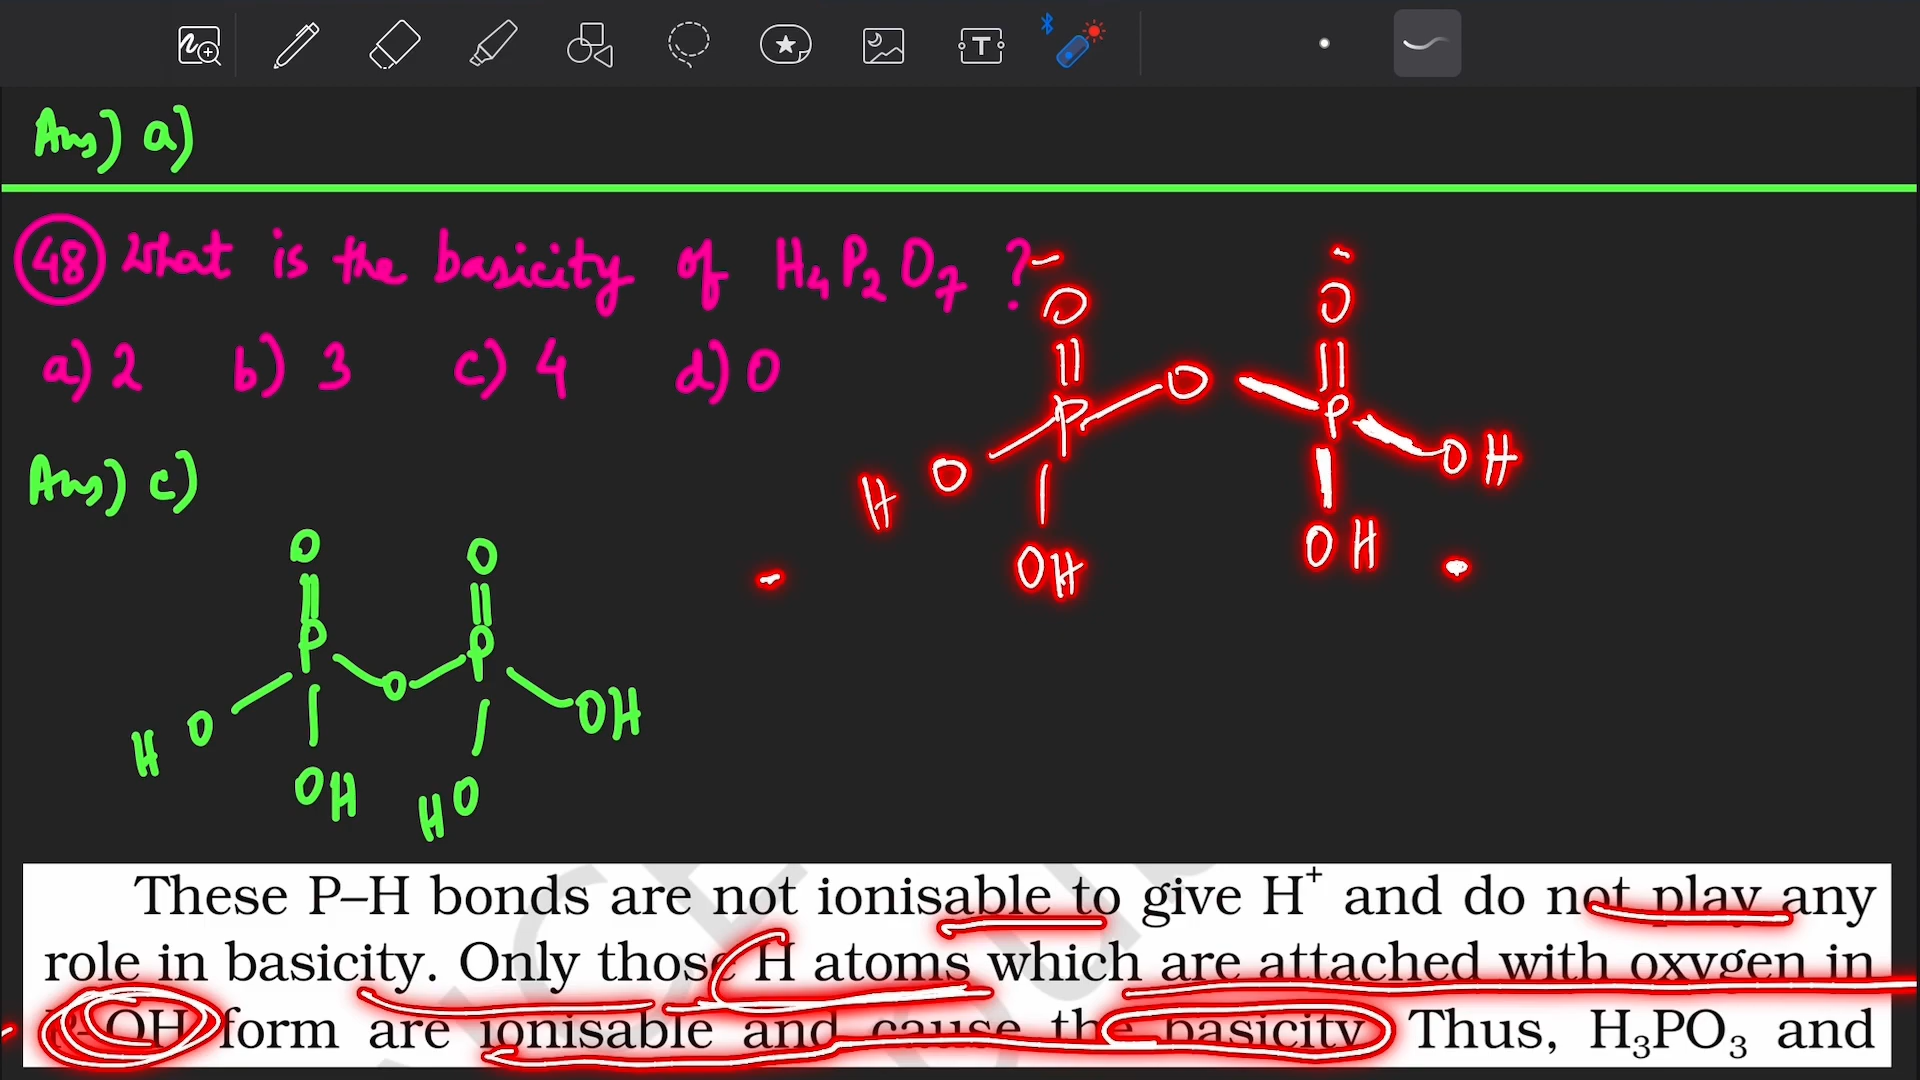 Ans) a)
48 What is the basicity of H4P2O7 ?
a) 2 b) 3 c) 4 d) 0
Ans) c)
O O
P O P
H O OH
OH OH
O O
P O P
H O OH
OH HO
These P–H bonds are not ionisable to give H⁺ and do not play any
role in basicity. Only those H atoms which are attached with oxygen in
P-OH form are ionisable and cause the basicity. Thus, H₃PO₃ and